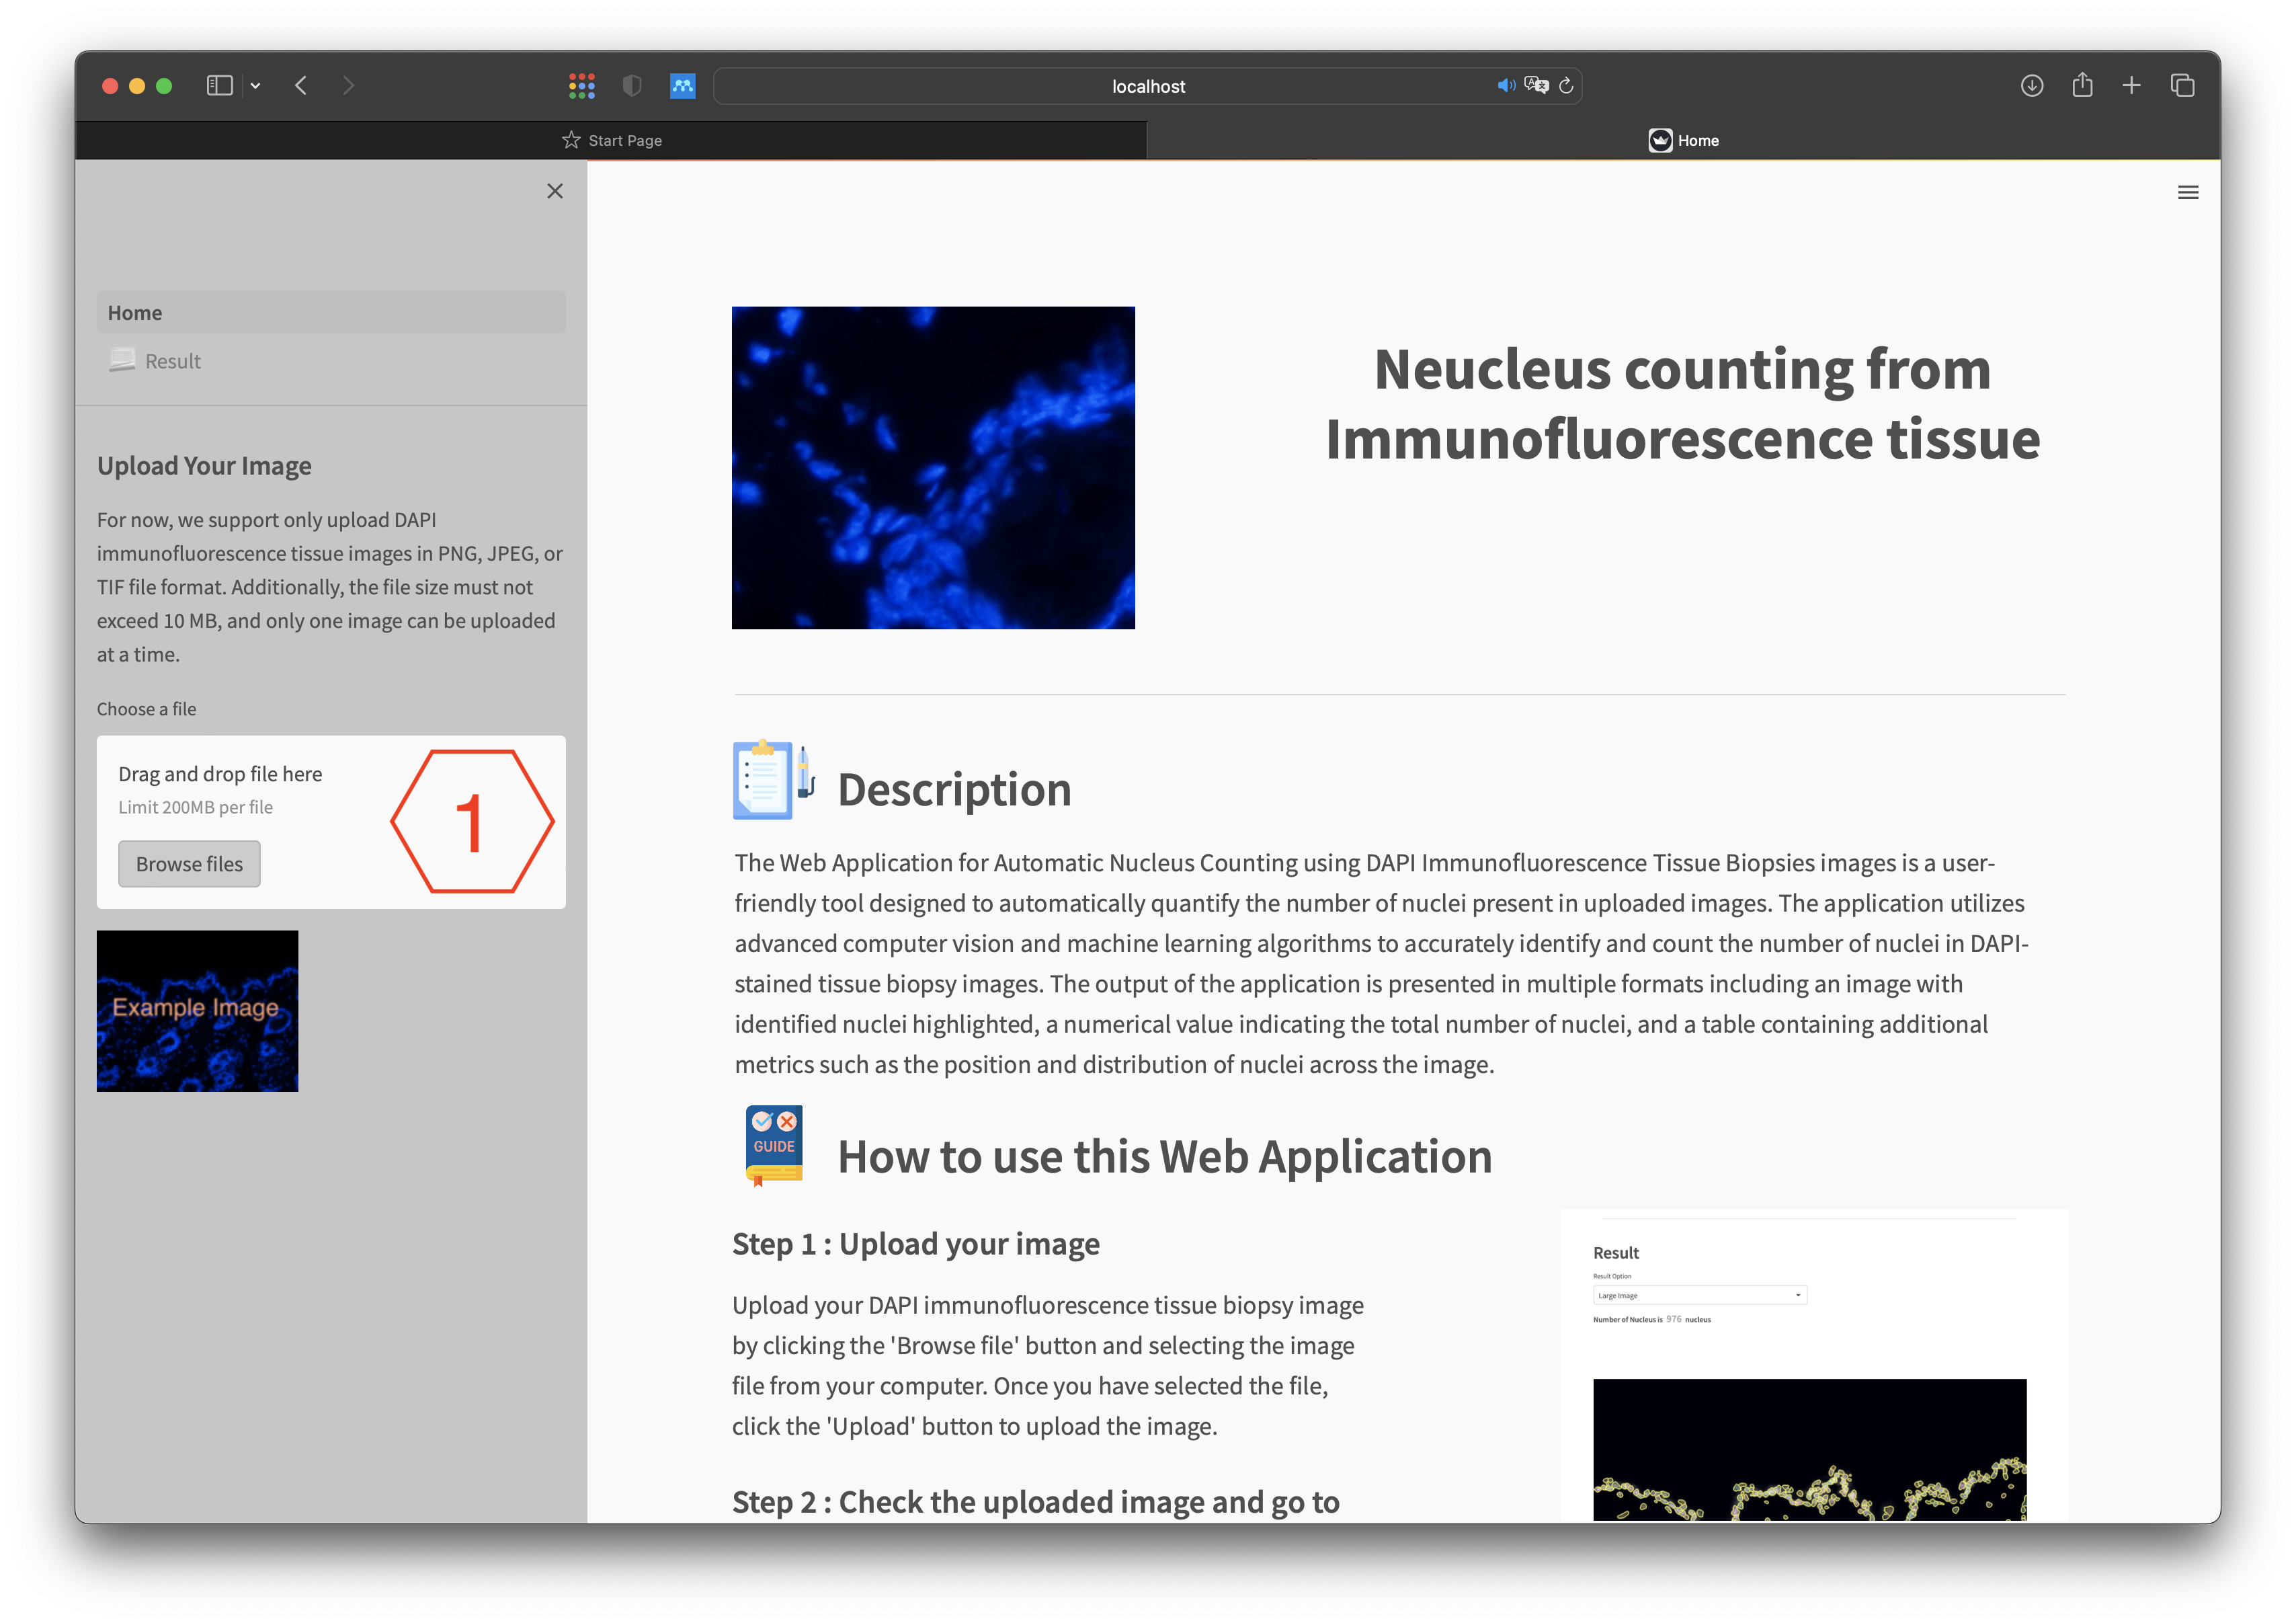 localhost
Start Page
Home
Home
Result
Upload Your Image
For now, we support only upload DAPI
immunofluorescence tissue images in PNG, JPEG, or
TIF file format. Additionally, the file size must not
exceed 10 MB, and only one image can be uploaded
at a time.
Choose a file
Drag and drop file here
Limit 200MB per file
Browse files
1
Example Image
Neucleus counting from
Immunofluorescence tissue
Description
The Web Application for Automatic Nucleus Counting using DAPI Immunofluorescence Tissue Biopsies images is a user-
friendly tool designed to automatically quantify the number of nuclei present in uploaded images. The application utilizes
advanced computer vision and machine learning algorithms to accurately identify and count the number of nuclei in DAPI-
stained tissue biopsy images. The output of the application is presented in multiple formats including an image with
identified nuclei highlighted, a numerical value indicating the total number of nuclei, and a table containing additional
metrics such as the position and distribution of nuclei across the image.
GUIDE
How to use this Web Application
Step 1 : Upload your image
Upload your DAPI immunofluorescence tissue biopsy image
by clicking the 'Browse file' button and selecting the image
file from your computer. Once you have selected the file,
click the 'Upload' button to upload the image.
Step 2 : Check the uploaded image and go to
Result
Result Option
Large Image
Number of Nucleus is 976 nucleus